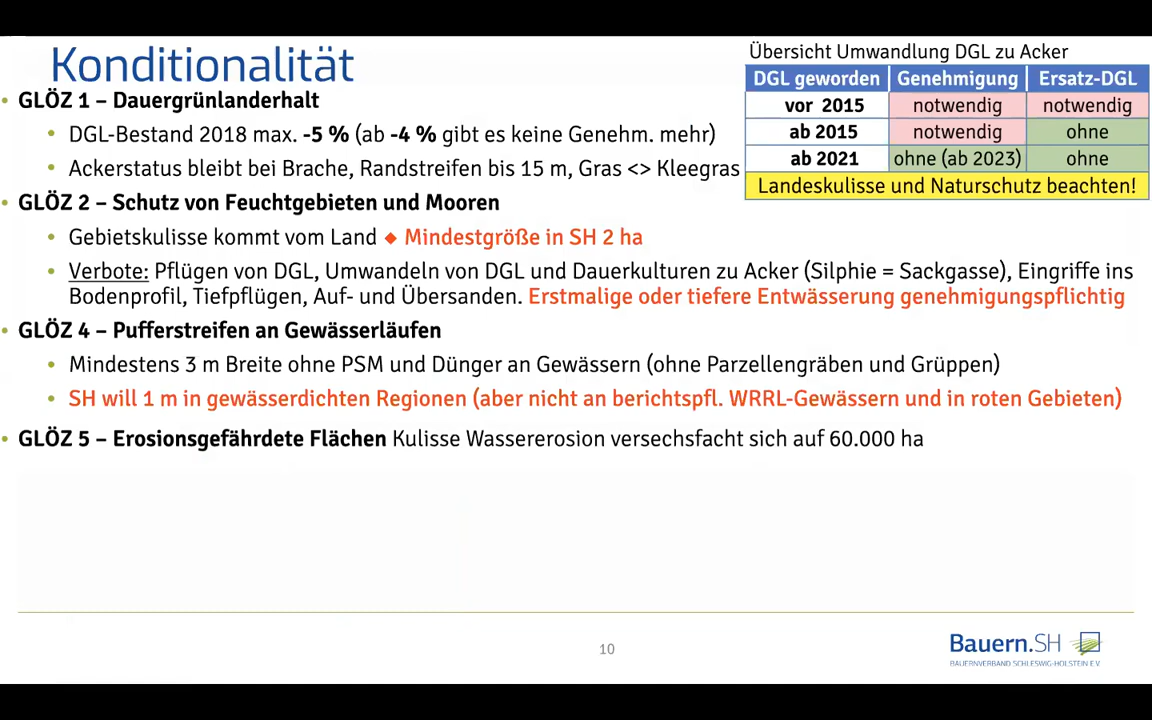 Konditionalität
• GLÖZ 1 – Dauergrünlanderhalt
• DGL-Bestand 2018 max. -5 % (ab -4 % gibt es keine Genehm. mehr)
• Ackerstatus bleibt bei Brache, Randstreifen bis 15 m, Gras <> Kleegras
Übersicht Umwandlung DGL zu Acker
DGL geworden Genehmigung Ersatz-DGL
vor 2015 notwendig notwendig
ab 2015 notwendig ohne
ab 2021 ohne (ab 2023) ohne
Landeskulisse und Naturschutz beachten!
• GLÖZ 2 – Schutz von Feuchtgebieten und Mooren
• Gebietskulisse kommt vom Land ◆ Mindestgröße in SH 2 ha
• Verbote: Pflügen von DGL, Umwandeln von DGL und Dauerkulturen zu Acker (Silphie = Sackgasse), Eingriffe ins
Bodenprofil, Tiefpflügen, Auf- und Übersanden. Erstmalige oder tiefere Entwässerung genehmigungspflichtig
• GLÖZ 4 – Pufferstreifen an Gewässerläufen
• Mindestens 3 m Breite ohne PSM und Dünger an Gewässern (ohne Parzellengräben und Grüppen)
• SH will 1 m in gewässerdichten Regionen (aber nicht an berichtspfl. WRRL-Gewässern und in roten Gebieten)
• GLÖZ 5 – Erosionsgefährdete Flächen Kulisse Wassererosion versechsfacht sich auf 60.000 ha
10
Bauern.SH
BAUERNVERBAND SCHLESWIG-HOLSTEIN E.V.